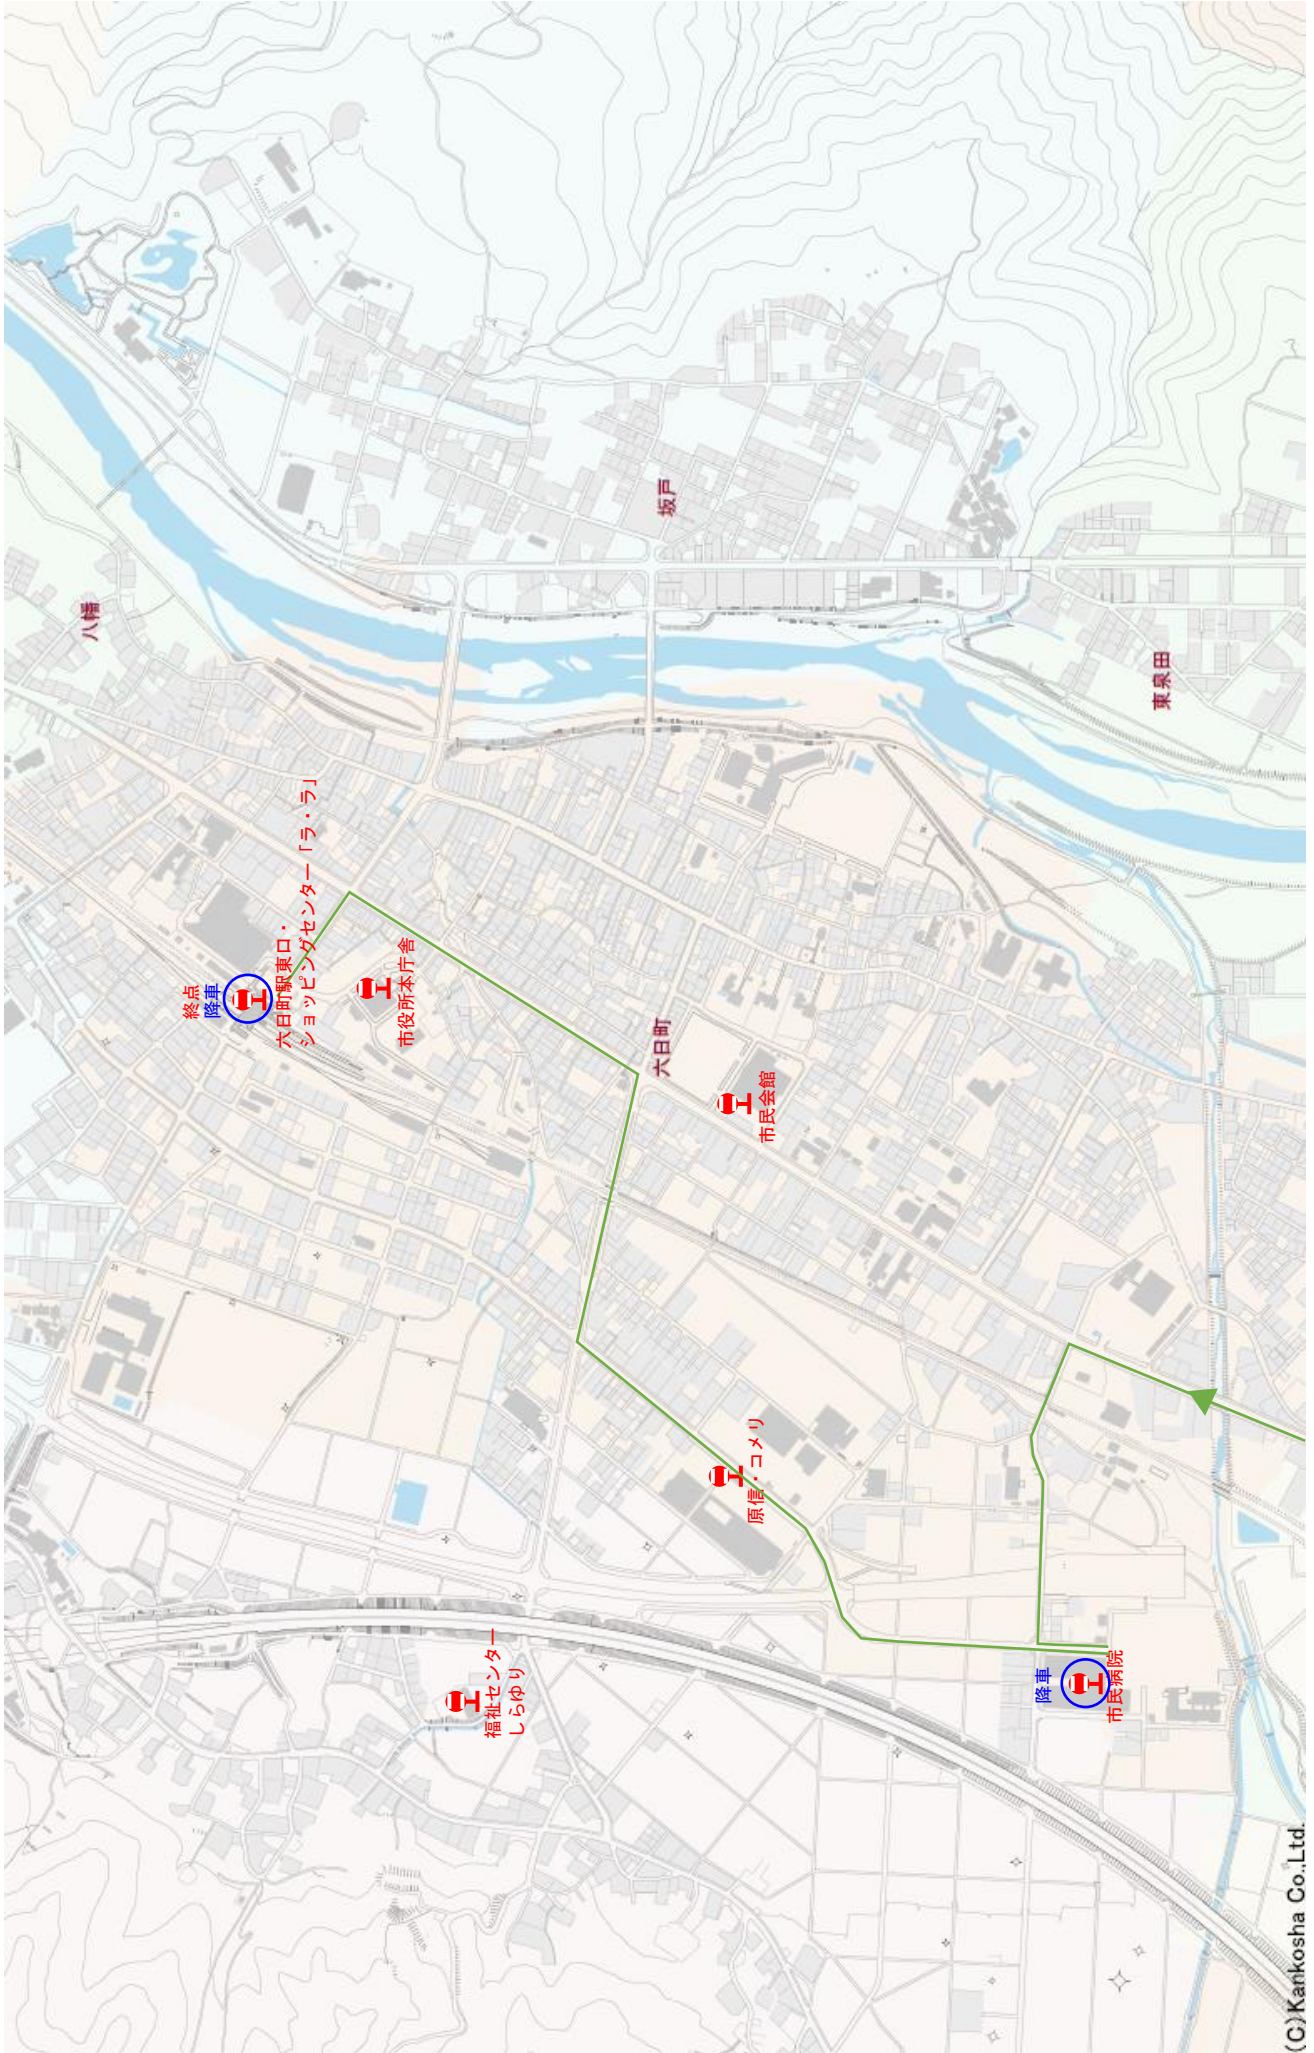 八幡
坂戸
東泉田
終点
降車
六日町駅東口・
ショッピングセンター「ラ・ラ」
市役所本庁舎
六日町
市民会館
原信・コメリ
福祉センター
しらゆり
降車
市民病院
(C)Kankosha Co.,Ltd.